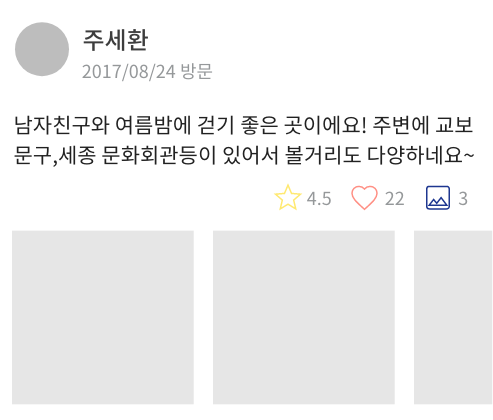 주세환
2017/08/24 방문
남자친구와 여름밤에 걷기 좋은 곳이에요! 주변에 교보
문구,세종 문화회관등이 있어서 볼거리도 다양하네요~
4.5 22 3